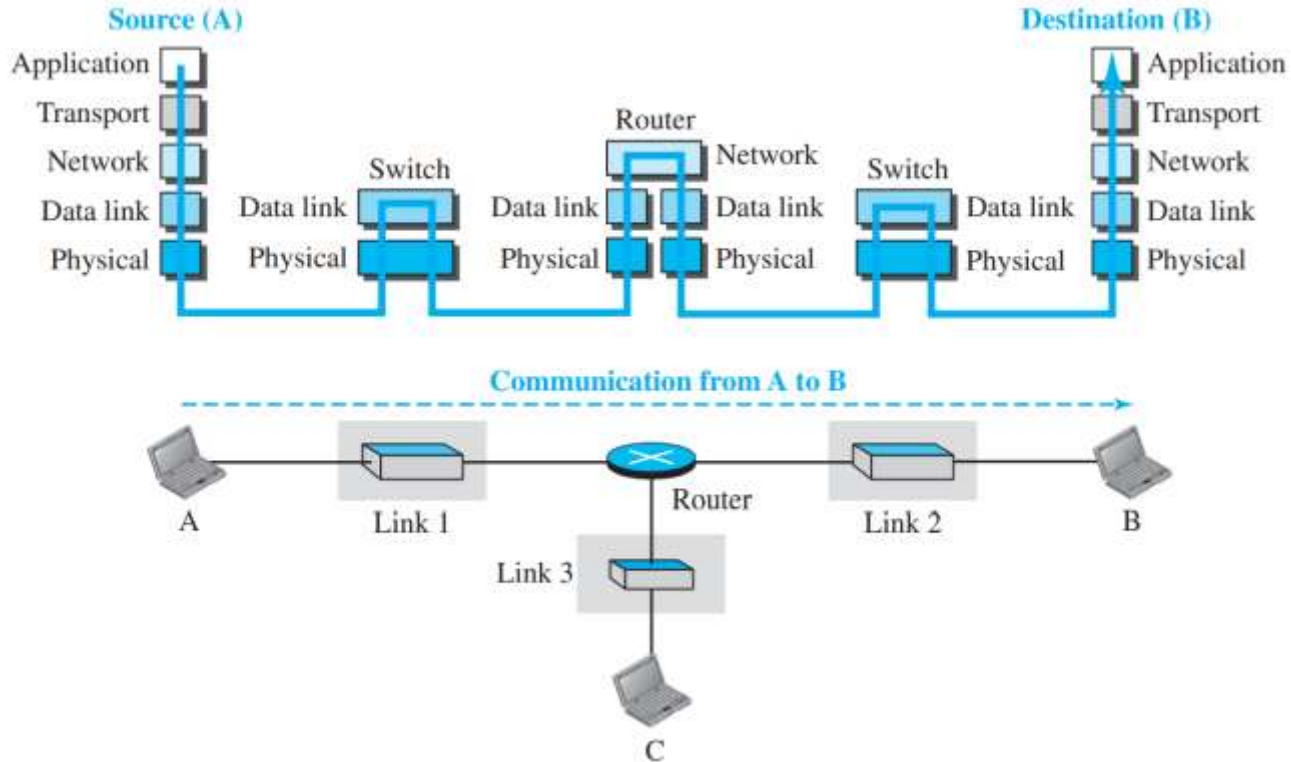 Source (A)
Destination (B)
Application
Application
Transport
Transport
Router
Network
Switch
Network
Switch
Network
Data link
Data link
Data link
Data link
Data link
Data link
Physical
Physical
Physical
Physical
Physical
Physical
Communication from A to B
A
Link 1
Router
Link 2
B
Link 3
C